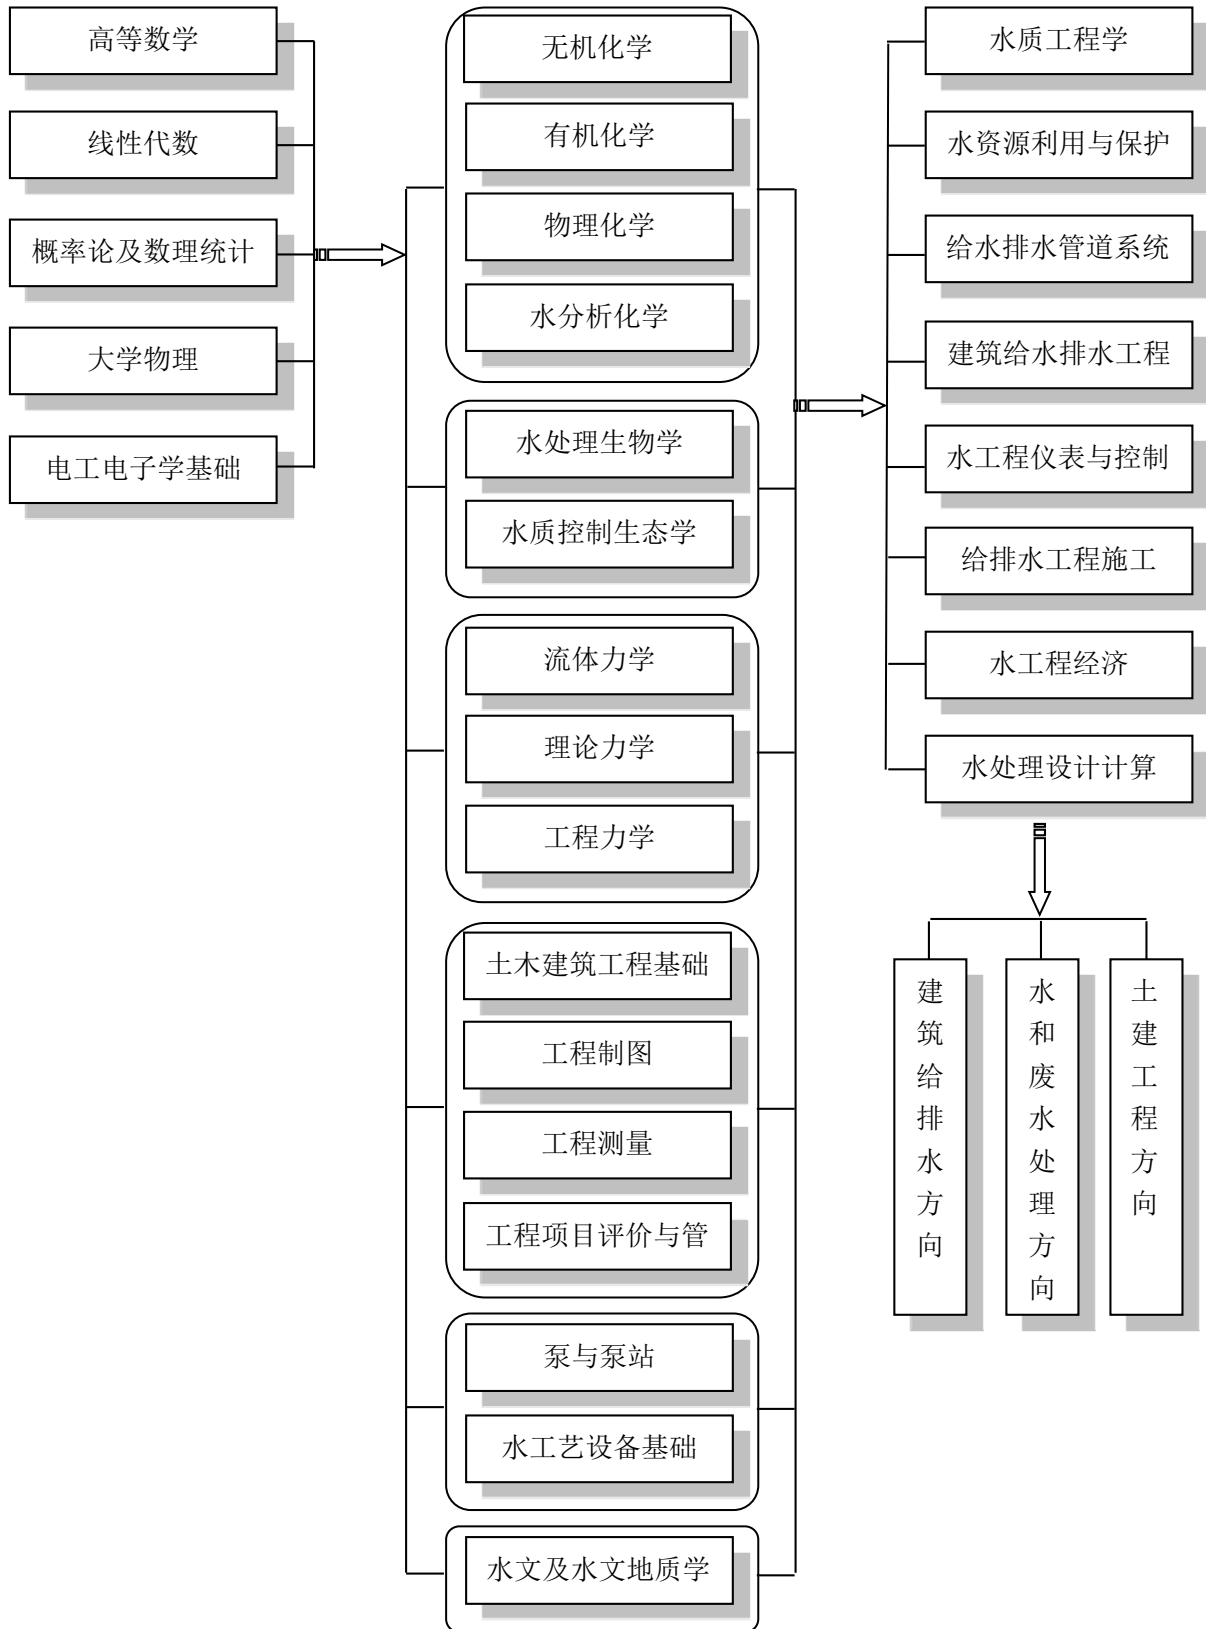 高等数学
线性代数
概率论及数理统计
大学物理
电工电子学基础
无机化学
有机化学
物理化学
水分析化学
水处理生物学
水质控制生态学
流体力学
理论力学
工程力学
土木建筑工程基础
工程制图
工程测量
工程项目评价与管
泵与泵站
水工艺设备基础
水文及水文地质学
水质工程学
水资源利用与保护
给水排水管道系统
建筑给水排水工程
水工程仪表与控制
给排水工程施工
水工程经济
水处理设计计算
建筑给排水方向
水和废水处理方向
土建工程方向